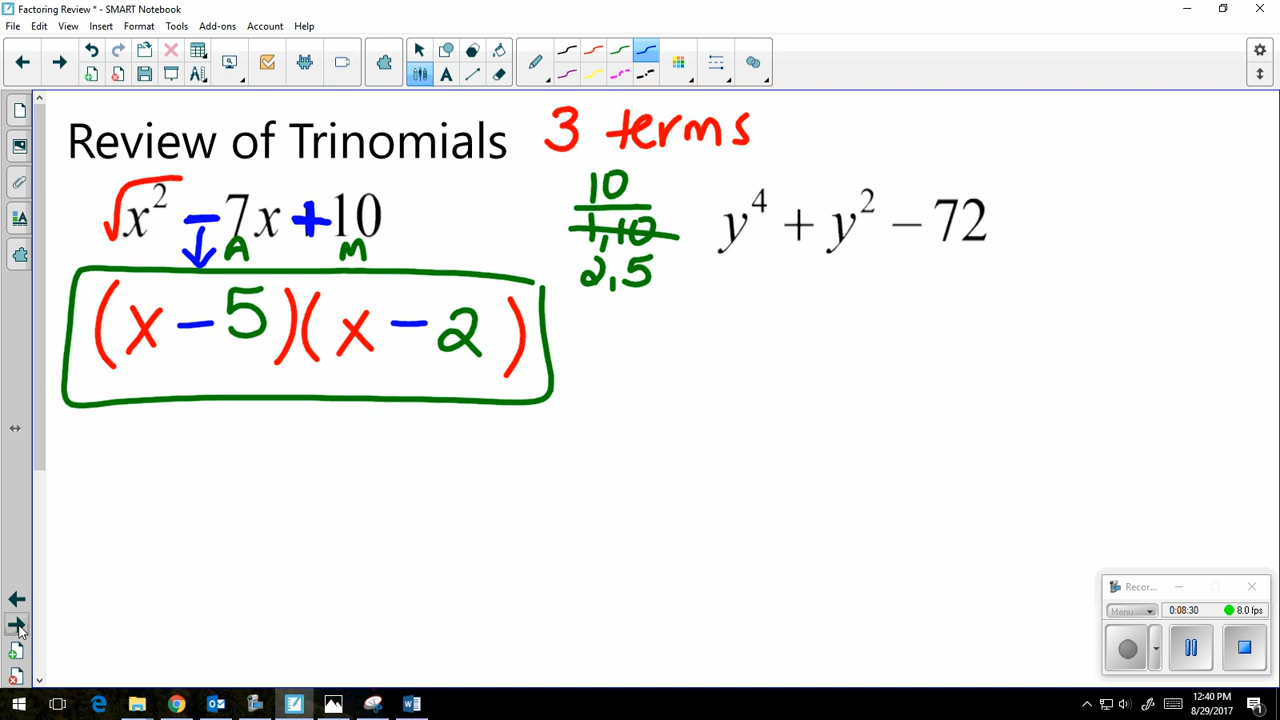 Factoring Review * - SMART Notebook
File Edit View Insert Format Tools Add-ons Account Help
Review of Trinomials 3 terms
√x² − 7x + 10
A M
10
1,10
2,5
y⁴ + y² − 72
(x − 5)(x − 2)
Recor...
Menu 0:08:30 8.0 fps
12:40 PM
8/29/2017